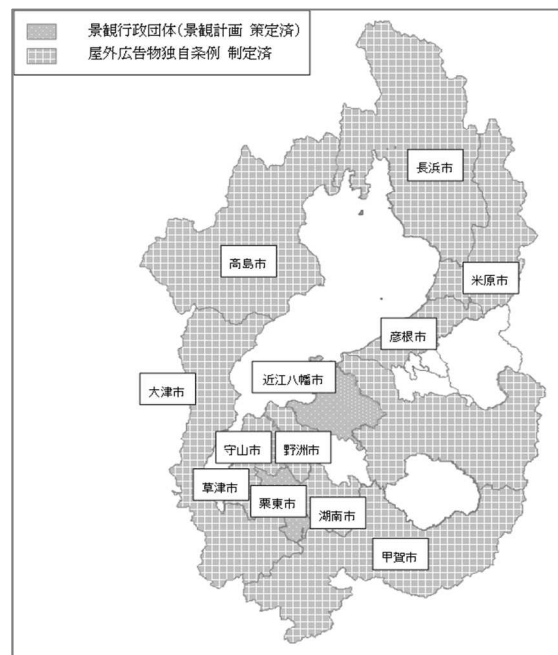 景観行政団体(景観計画 策定済)
屋外広告物独自条例 制定済
長浜市
高島市
米原市
彦根市
近江八幡市
大津市
守山市
野洲市
草津市
栗東市
湖南市
甲賀市